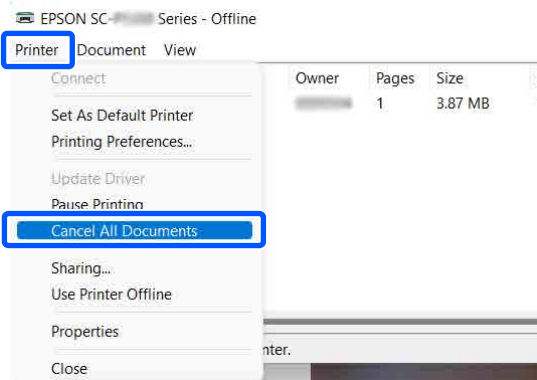 EPSON SC- Series - Offline
Printer Document View
Connect
Owner Pages Size
Set As Default Printer
1 3.87 MB
Printing Preferences...
Update Driver
Pause Printing
Cancel All Documents
Sharing...
Use Printer Offline
Properties
nter.
Close